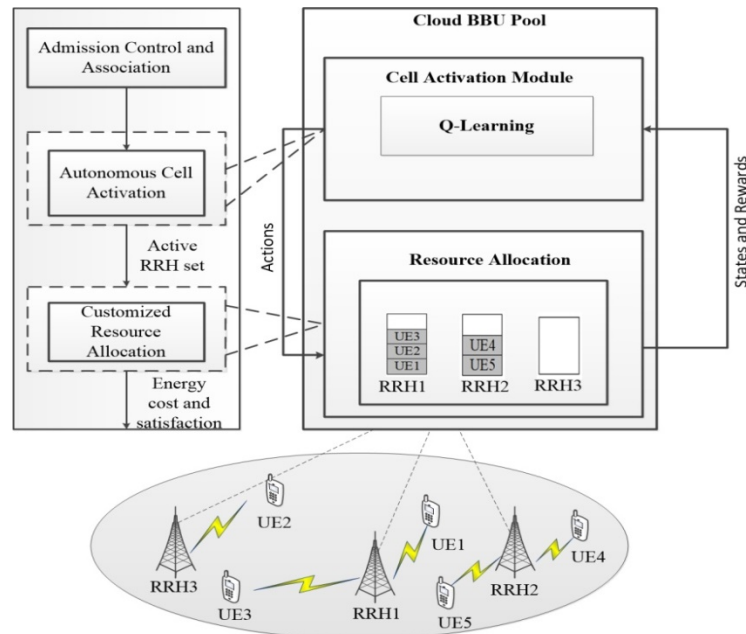 Admission Control and
Association
Autonomous Cell
Activation
Active
RRH set
Customized
Resource
Allocation
Energy
cost and
satisfaction
Cloud BBU Pool
Cell Activation Module
Q-Learning
Actions
States and Rewards
Resource Allocation
UE3
UE2
UE1
RRH1
UE4
UE5
RRH2
RRH3
UE2
RRH3
UE3
RRH1
UE1
UE5
RRH2
UE4